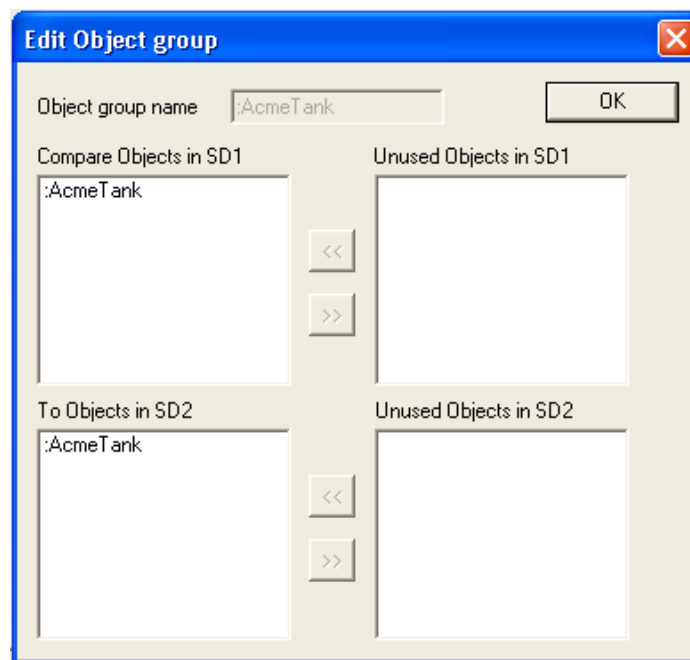 Edit Object group
Object group name :AcmeTank OK
Compare Objects in SD1 Unused Objects in SD1
:AcmeTank
<<
>>
To Objects in SD2 Unused Objects in SD2
:AcmeTank
<<
>>